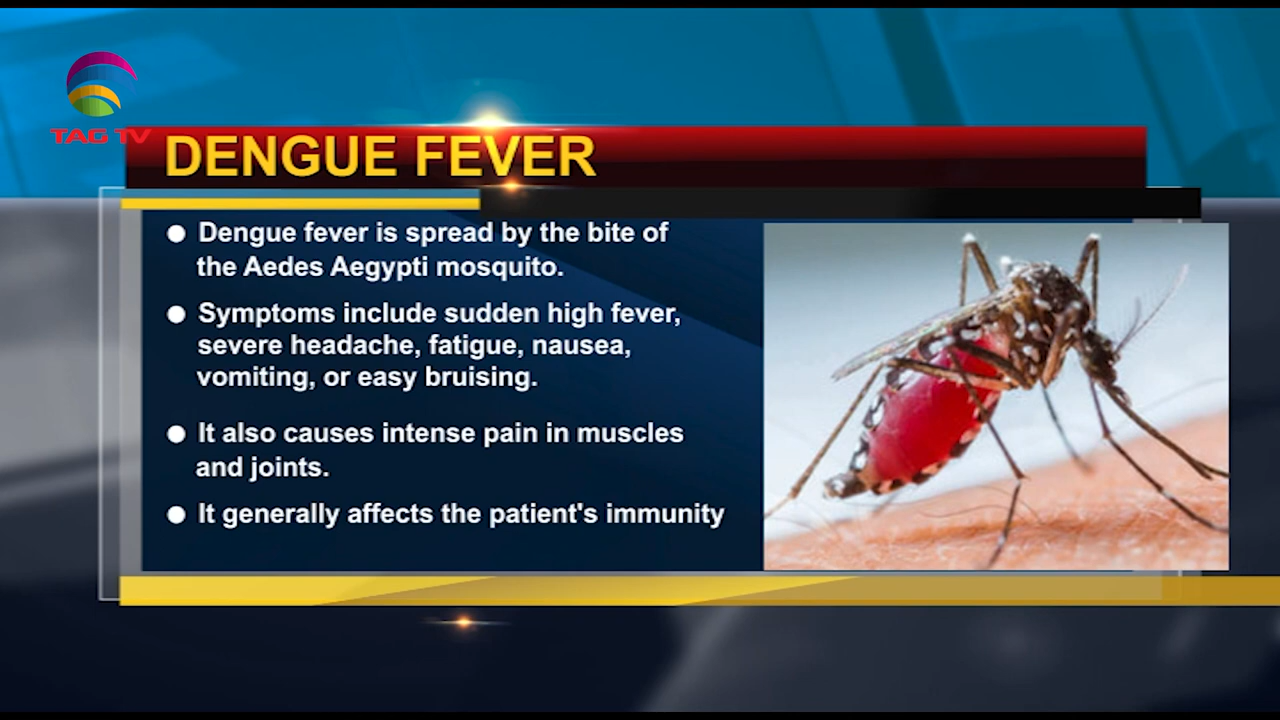 TAG TV
DENGUE FEVER
● Dengue fever is spread by the bite of
the Aedes Aegypti mosquito.
● Symptoms include sudden high fever,
severe headache, fatigue, nausea,
vomiting, or easy bruising.
● It also causes intense pain in muscles
and joints.
● It generally affects the patient's immunity